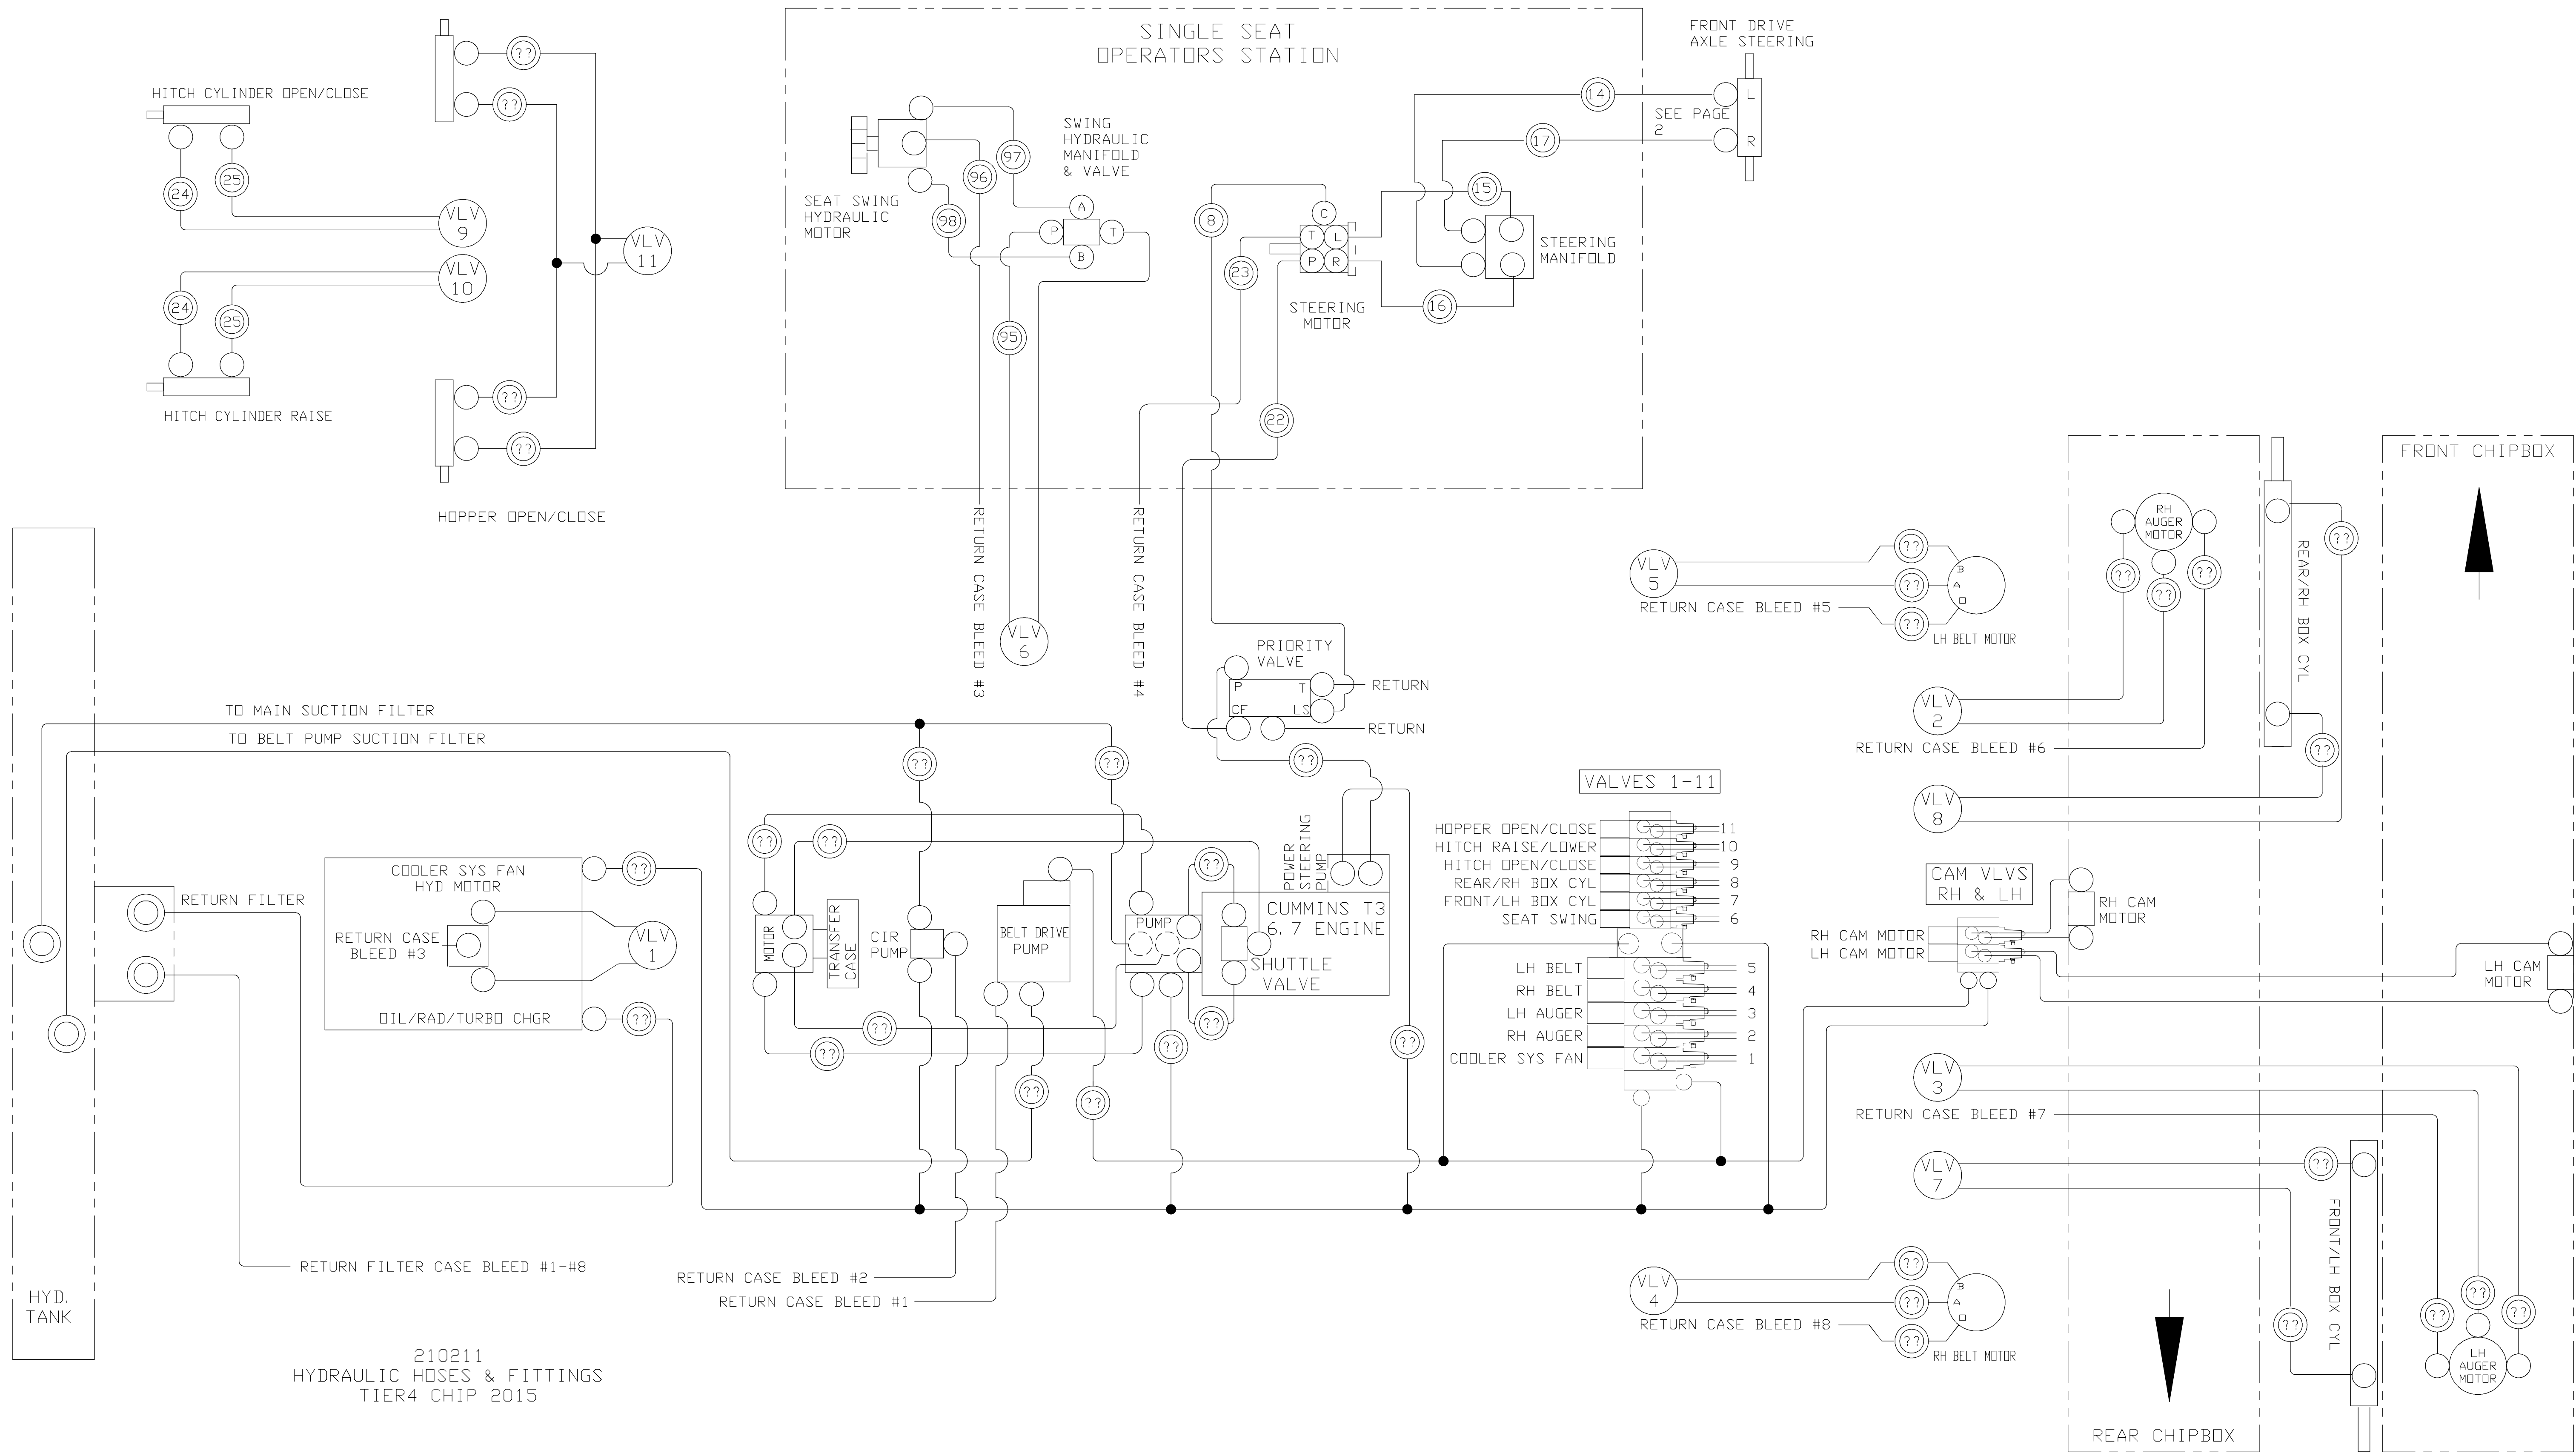 SINGLE SEAT
OPERATORS STATION
FRONT DRIVE
AXLE STEERING
HITCH CYLINDER OPEN/CLOSE
??
??
24
25
VLV
9
VLV
10
VLV
11
24
25
HITCH CYLINDER RAISE
??
??
HOPPER OPEN/CLOSE
SEAT SWING
HYDRAULIC
MOTOR
96
97
98
95
SWING
HYDRAULIC
MANIFOLD
& VALVE
A
P
T
B
8
23
22
C
T
L
P
R
STEERING
MOTOR
14
17
15
16
STEERING
MANIFOLD
SEE PAGE
2
L
R
RETURN CASE BLEED #3
VLV
6
RETURN CASE BLEED #4
PRIORITY
VALVE
P
T
CF
LS
RETURN
RETURN
??
VLV
5
RETURN CASE BLEED #5
??
??
??
B
A
LH BELT MOTOR
FRONT CHIPBOX
RH
AUGER
MOTOR
??
??
??
REAR/RH BOX CYL
??
??
VLV
2
RETURN CASE BLEED #6
VLV
8
TO MAIN SUCTION FILTER
TO BELT PUMP SUCTION FILTER
RETURN FILTER
COOLER SYS FAN
HYD MOTOR
RETURN CASE
BLEED #3
VLV
1
OIL/RAD/TURBO CHGR
??
??
RETURN FILTER CASE BLEED #1-#8
HYD.
TANK
??
??
??
??
MOTOR
TRANSFER
CASE
??
??
CIR
PUMP
BELT DRIVE
PUMP
??
??
PUMP
??
??
??
POWER
STEERING
PUMP
CUMMINS T3
6.7 ENGINE
SHUTTLE
VALVE
??
RETURN CASE BLEED #2
RETURN CASE BLEED #1
VALVES 1-11
HOPPER OPEN/CLOSE 11
HITCH RAISE/LOWER 10
HITCH OPEN/CLOSE 9
REAR/RH BOX CYL 8
FRONT/LH BOX CYL 7
SEAT SWING 6
LH BELT 5
RH BELT 4
LH AUGER 3
RH AUGER 2
COOLER SYS FAN 1
CAM VLVS
RH & LH
RH CAM MOTOR
LH CAM MOTOR
RH CAM
MOTOR
LH CAM
MOTOR
VLV
3
RETURN CASE BLEED #7
VLV
7
??
??
FRONT/LH BOX CYL
??
??
??
LH
AUGER
MOTOR
VLV
4
RETURN CASE BLEED #8
??
??
??
B
A
RH BELT MOTOR
REAR CHIPBOX
210211
HYDRAULIC HOSES & FITTINGS
TIER4 CHIP 2015